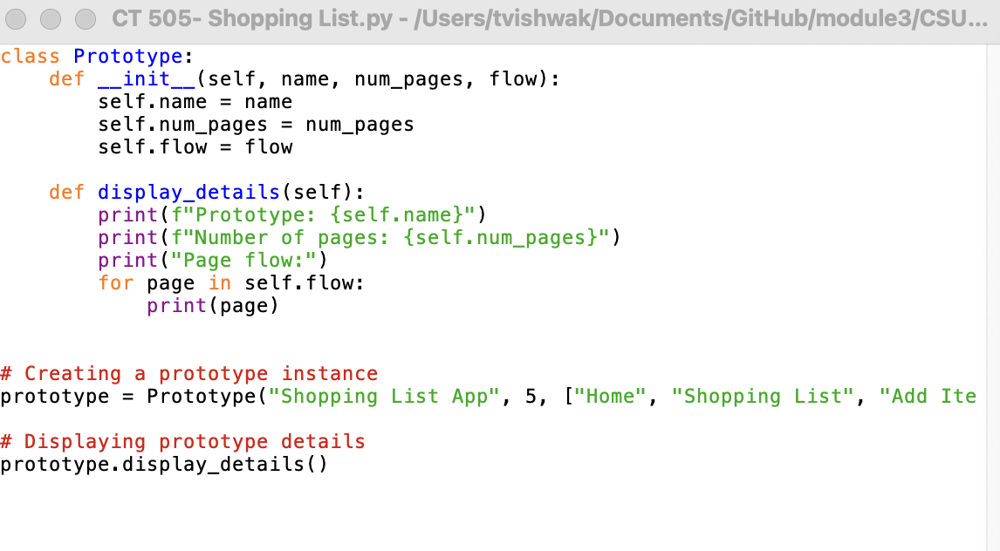 CT 505- Shopping List.py - /Users/tvishwak/Documents/GitHub/module3/CSU...
class Prototype:
    def __init__(self, name, num_pages, flow):
        self.name = name
        self.num_pages = num_pages
        self.flow = flow
    def display_details(self):
        print(f"Prototype: {self.name}")
        print(f"Number of pages: {self.num_pages}")
        print("Page flow:")
        for page in self.flow:
            print(page)
# Creating a prototype instance
prototype = Prototype("Shopping List App", 5, ["Home", "Shopping List", "Add Ite
# Displaying prototype details
prototype.display_details()